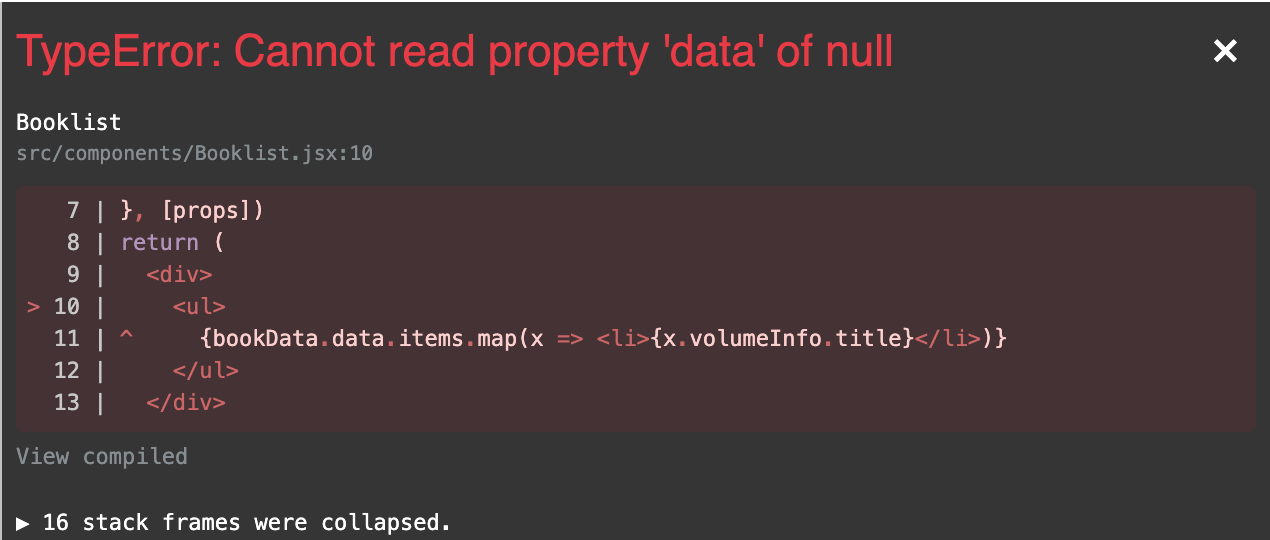 TypeError: Cannot read property 'data' of null
×
Booklist
src/components/Booklist.jsx:10
7 | }, [props])
8 | return (
9 |   <div>
> 10 |     <ul>
11 | ^     {bookData.data.items.map(x => <li>{x.volumeInfo.title}</li>)}
12 |     </ul>
13 |   </div>
View compiled
▶ 16 stack frames were collapsed.